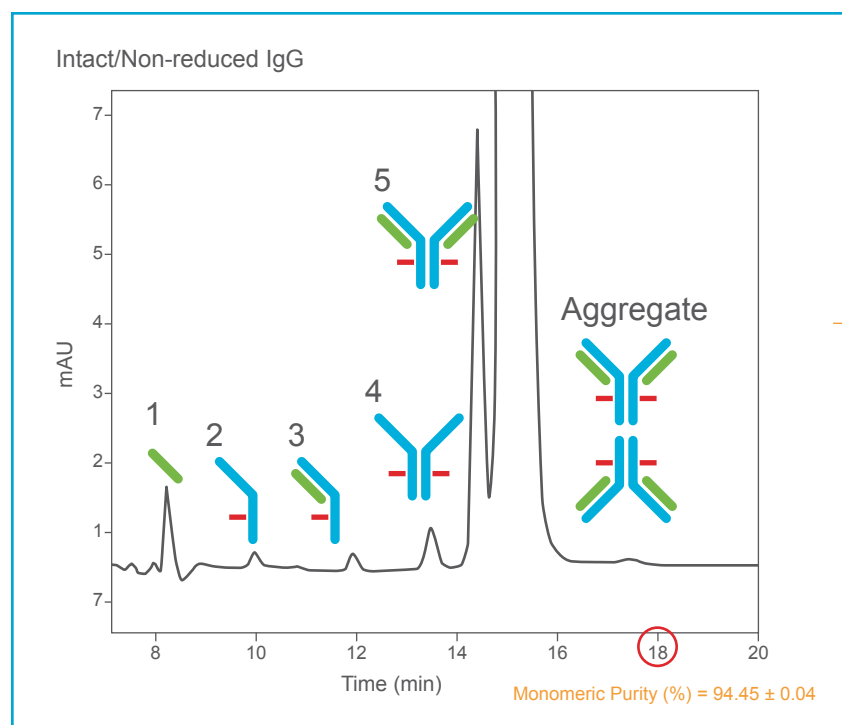 Intact/Non-reduced IgG
7
6
5
4
3
2
1
7
mAU
1
2
3
4
5
Aggregate
8 10 12 14 16 18 20
Time (min)
Monomeric Purity (%) = 94.45 ± 0.04